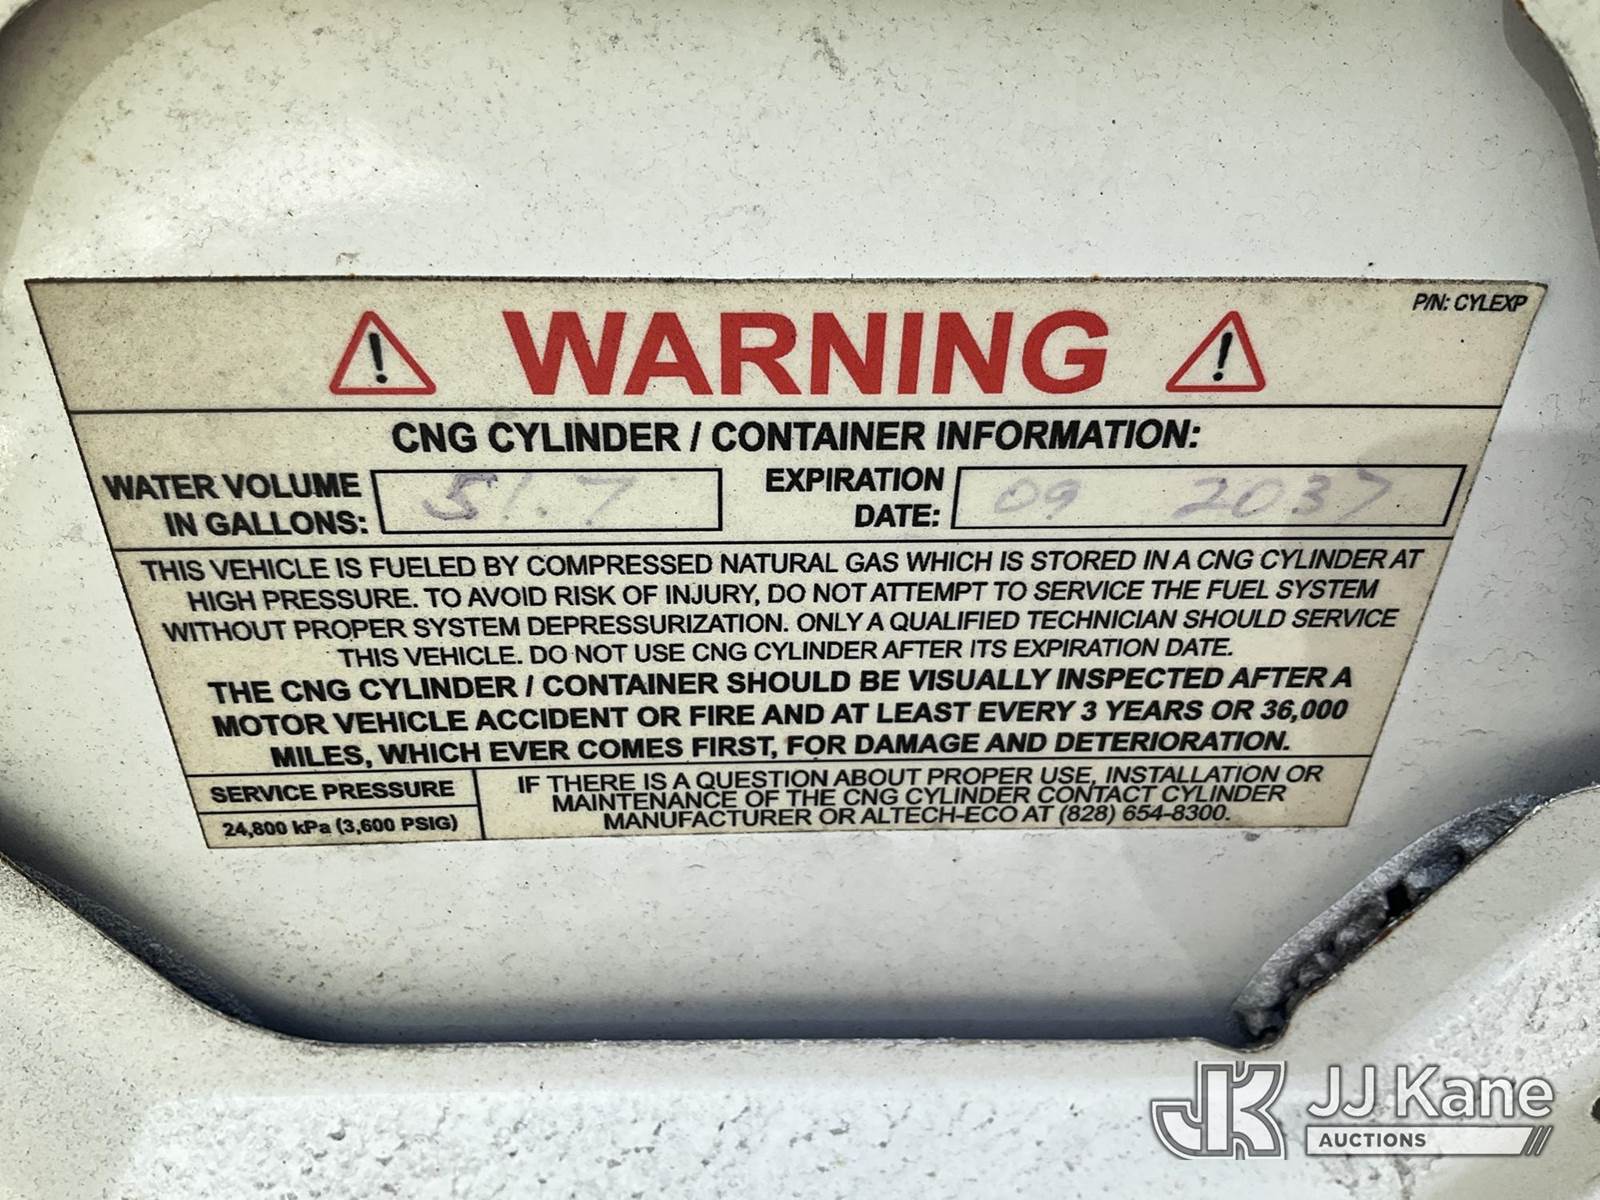 P/N: CYLEXP
WARNING
CNG CYLINDER / CONTAINER INFORMATION:
WATER VOLUME IN GALLONS: 51.7
EXPIRATION DATE: 09 2037
THIS VEHICLE IS FUELED BY COMPRESSED NATURAL GAS WHICH IS STORED IN A CNG CYLINDER AT
HIGH PRESSURE. TO AVOID RISK OF INJURY, DO NOT ATTEMPT TO SERVICE THE FUEL SYSTEM
WITHOUT PROPER SYSTEM DEPRESSURIZATION. ONLY A QUALIFIED TECHNICIAN SHOULD SERVICE
THIS VEHICLE. DO NOT USE CNG CYLINDER AFTER ITS EXPIRATION DATE.
THE CNG CYLINDER / CONTAINER SHOULD BE VISUALLY INSPECTED AFTER A
MOTOR VEHICLE ACCIDENT OR FIRE AND AT LEAST EVERY 3 YEARS OR 36,000
MILES, WHICH EVER COMES FIRST, FOR DAMAGE AND DETERIORATION.
SERVICE PRESSURE
24,800 kPa (3,600 PSIG)
IF THERE IS A QUESTION ABOUT PROPER USE, INSTALLATION OR
MAINTENANCE OF THE CNG CYLINDER CONTACT CYLINDER
MANUFACTURER OR ALTECH-ECO AT (828) 654-8300.
JK JJ Kane
AUCTIONS